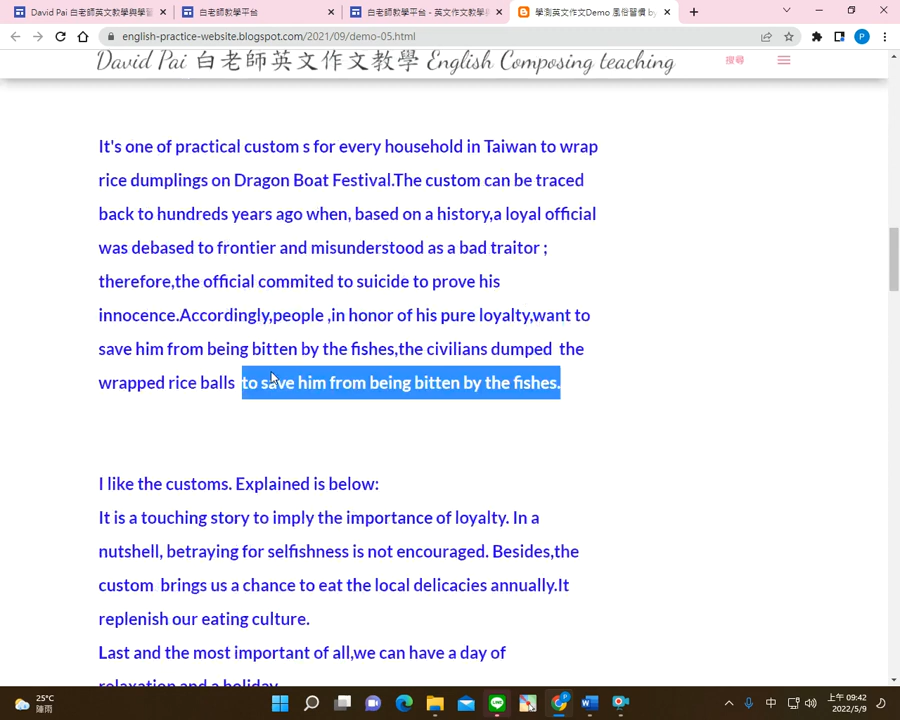 David Pai 白老師英文教學與學習
白老師教學平台
白老師教學平台 - 英文作文教學
學測英文作文Demo 風俗習慣 by
english-practice-website.blogspot.com/2021/09/demo-05.html
David Pai 白老師英文作文教學 English Composing teaching
搜尋
It's one of practical custom s for every household in Taiwan to wrap
rice dumplings on Dragon Boat Festival.The custom can be traced
back to hundreds years ago when, based on a history,a loyal official
was debased to frontier and misunderstood as a bad traitor ;
therefore,the official commited to suicide to prove his
innocence.Accordingly,people ,in honor of his pure loyalty,want to
save him from being bitten by the fishes,the civilians dumped  the
wrapped rice balls  to save him from being bitten by the fishes.
I like the customs. Explained is below:
It is a touching story to imply the importance of loyalty. In a
nutshell, betraying for selfishness is not encouraged. Besides,the
custom  brings us a chance to eat the local delicacies annually.It
replenish our eating culture.
Last and the most important of all,we can have a day of
relaxation and a holiday.
25°C
陣雨
中
上午 09:42
2022/5/9